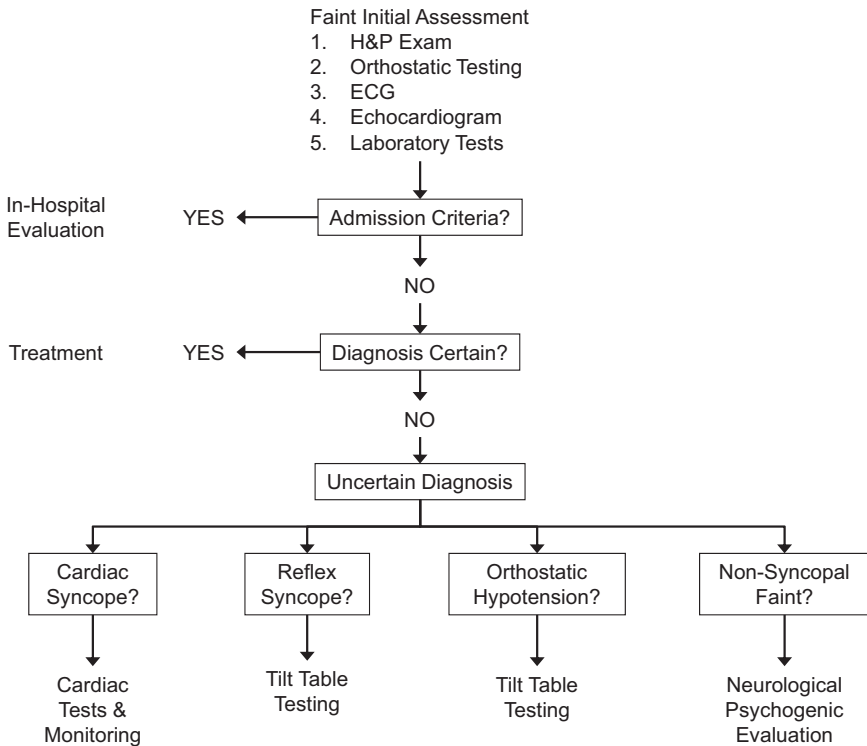 Faint Initial Assessment
1. H&P Exam
2. Orthostatic Testing
3. ECG
4. Echocardiogram
5. Laboratory Tests
In-Hospital
Evaluation
YES
Admission Criteria?
NO
Treatment
YES
Diagnosis Certain?
NO
Uncertain Diagnosis
Cardiac
Syncope?
Reflex
Syncope?
Orthostatic
Hypotension?
Non-Syncopal
Faint?
Cardiac
Tests &
Monitoring
Tilt Table
Testing
Tilt Table
Testing
Neurological
Psychogenic
Evaluation